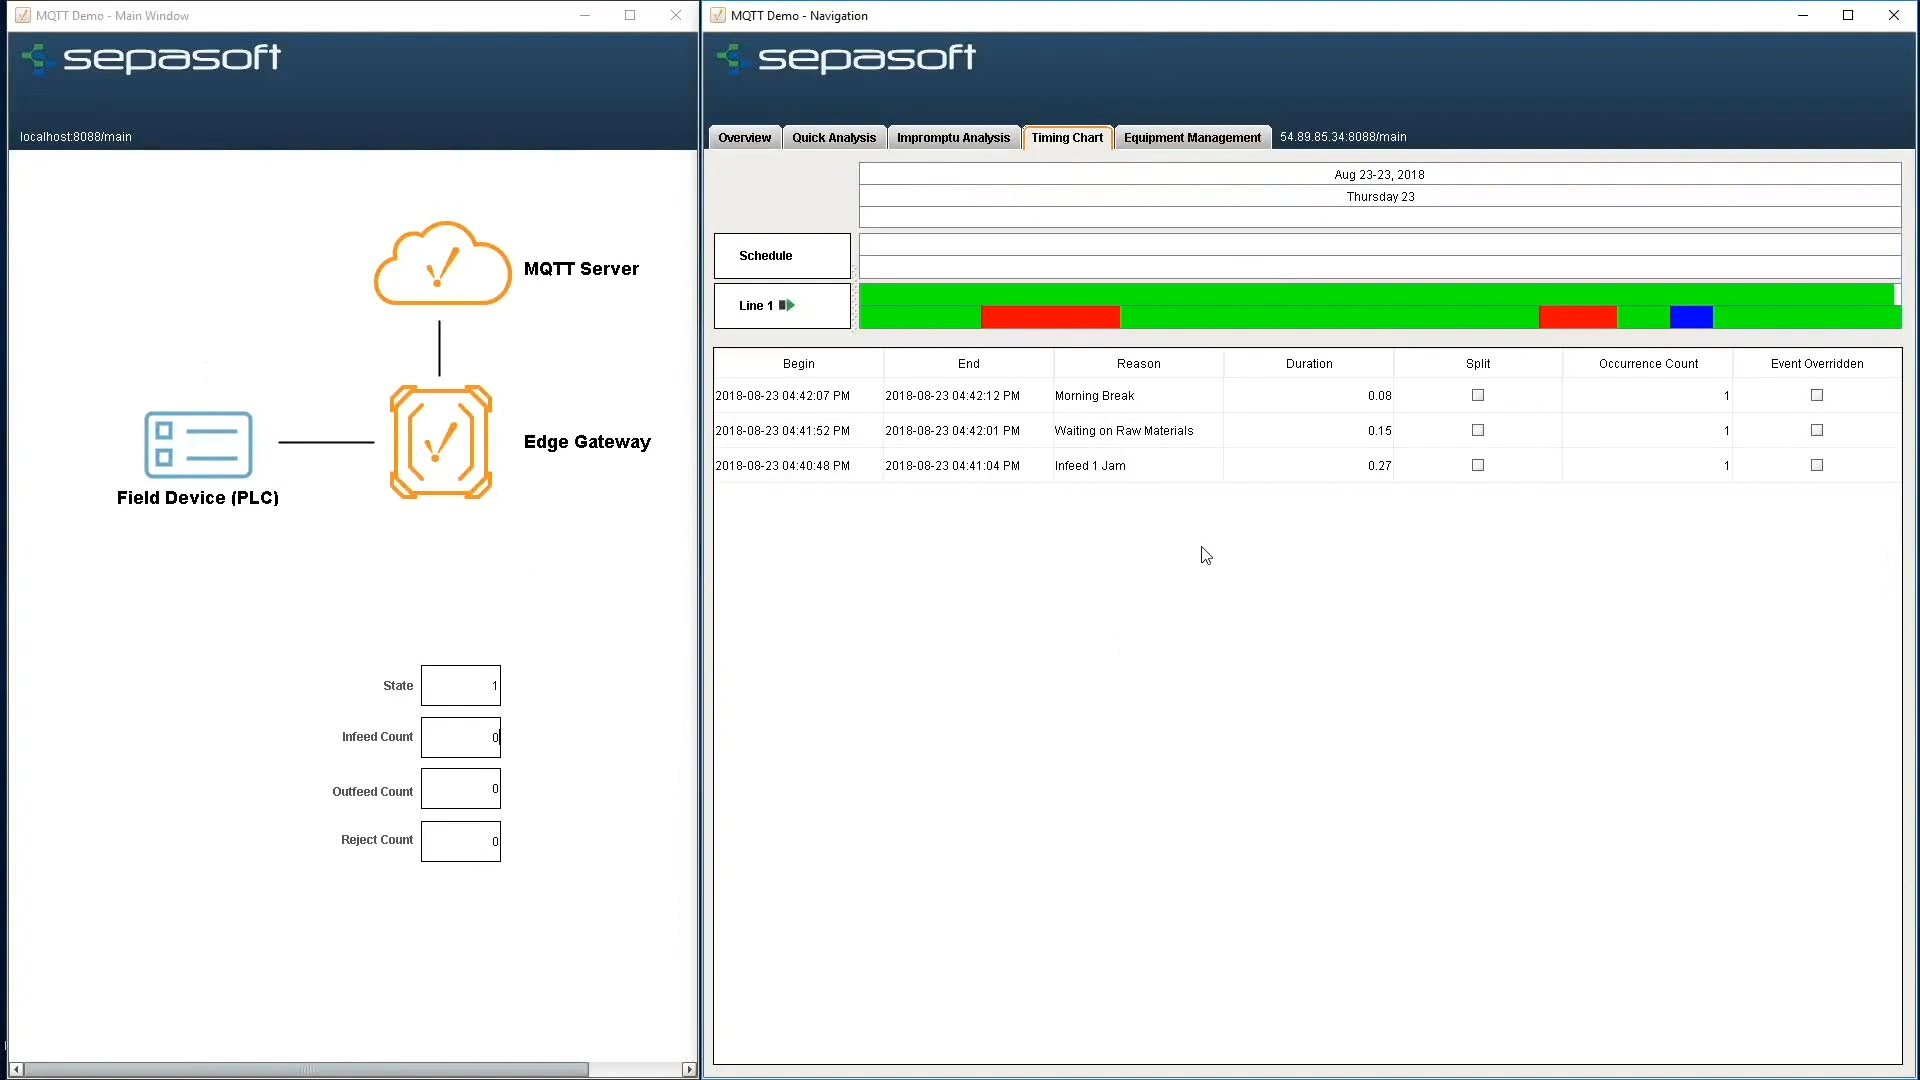 MQTT Demo - Main Window
sepasoft
localhost:8088/main
MQTT Server
Edge Gateway
Field Device (PLC)
State 1
Infeed Count 0
Outfeed Count 0
Reject Count 0
MQTT Demo - Navigation
sepasoft
Overview Quick Analysis Impromptu Analysis Timing Chart Equipment Management 54.89.85.34:8088/main
Aug 23-23, 2018
Thursday 23
Schedule
Line 1
Begin End Reason Duration Split Occurrence Count Event Overridden
2018-08-23 04:42:07 PM 2018-08-23 04:42:12 PM Morning Break 0.08 1
2018-08-23 04:41:52 PM 2018-08-23 04:42:01 PM Waiting on Raw Materials 0.15 1
2018-08-23 04:40:48 PM 2018-08-23 04:41:04 PM Infeed 1 Jam 0.27 1